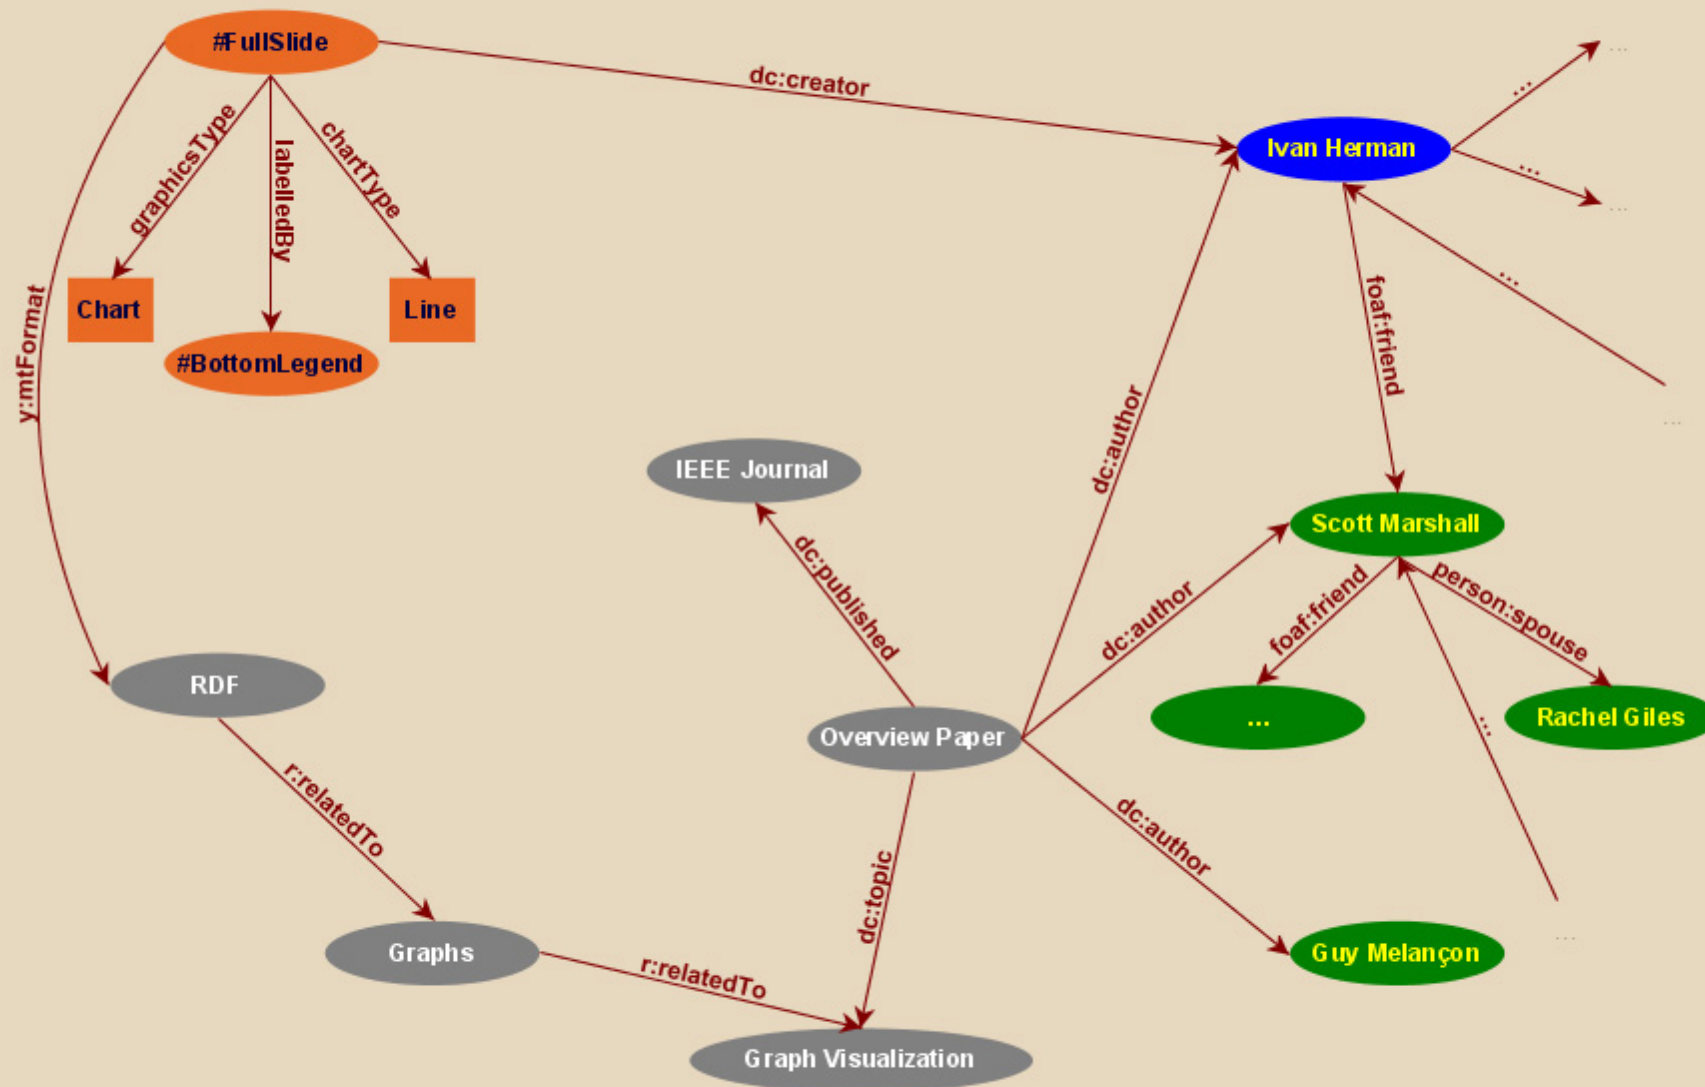 #FullSlide
...
dc:creator
...
Ivan Herman
graphicsType
labelledBy
chartType
...
...
...
Chart
Line
y:mtFormat
foaf:friend
#BottomLegend
...
dc:author
IEEE Journal
Scott Marshall
dc:published
dc:author
foaf:friend
person:spouse
RDF
...
Rachel Giles
...
Overview Paper
r:relatedTo
dc:author
dc:topic
...
Graphs
Guy Melançon
r:relatedTo
Graph Visualization